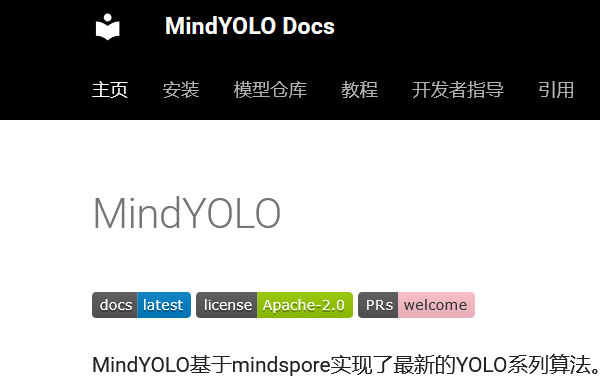 MindYOLO Docs
主页 安装 模型仓库 教程 开发者指导 引用
MindYOLO
docs latest license Apache-2.0 PRs welcome
MindYOLO基于mindspore实现了最新的YOLO系列算法。